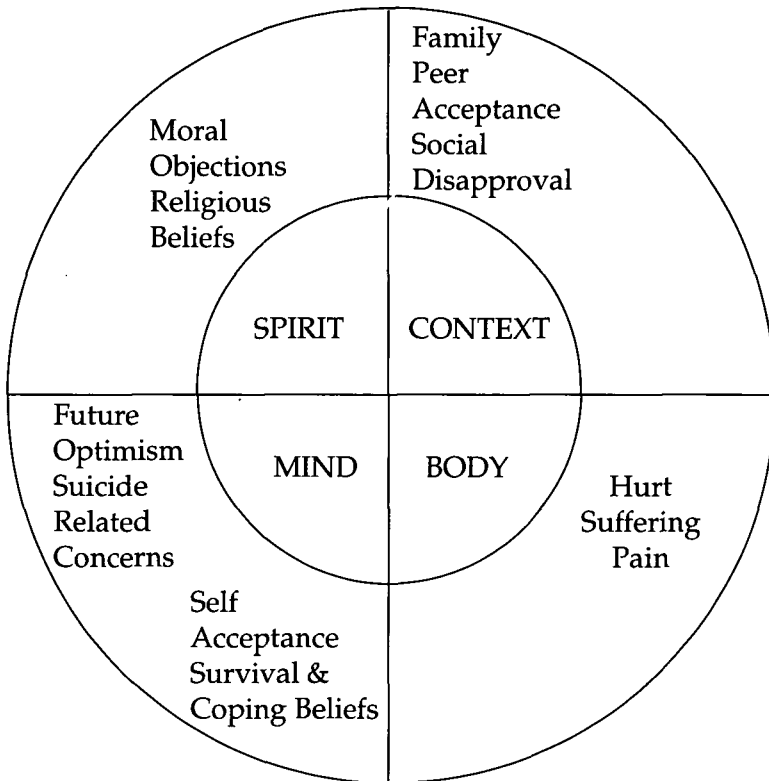 Family
Peer
Acceptance
Social
Disapproval
Moral
Objections
Religious
Beliefs
SPIRIT
CONTEXT
Future
Optimism
Suicide
Related
Concerns
MIND
BODY
Hurt
Suffering
Pain
Self
Acceptance
Survival &
Coping Beliefs